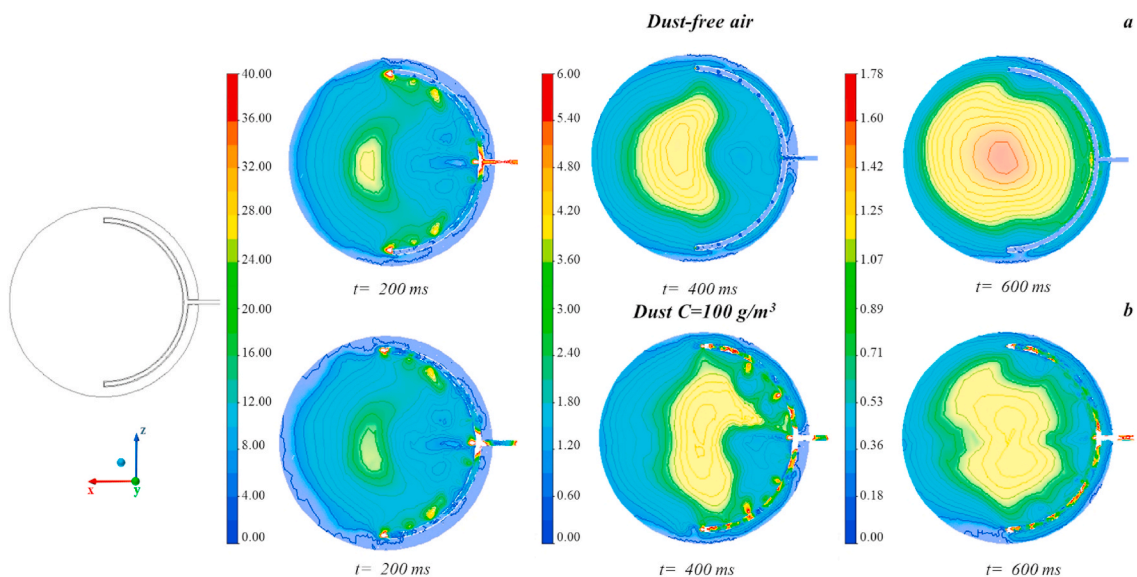 Dust-free air
a
40.00
36.00
32.00
28.00
24.00
20.00
16.00
12.00
8.00
4.00
0.00
6.00
5.40
4.80
4.20
3.60
3.00
2.40
1.80
1.20
0.60
0.00
1.78
1.60
1.42
1.25
1.07
0.89
0.71
0.53
0.36
0.18
0.00
t= 200 ms
t= 400 ms
t= 600 ms
Dust C=100 g/m³
b
z
x
y
t= 200 ms
t= 400 ms
t= 600 ms